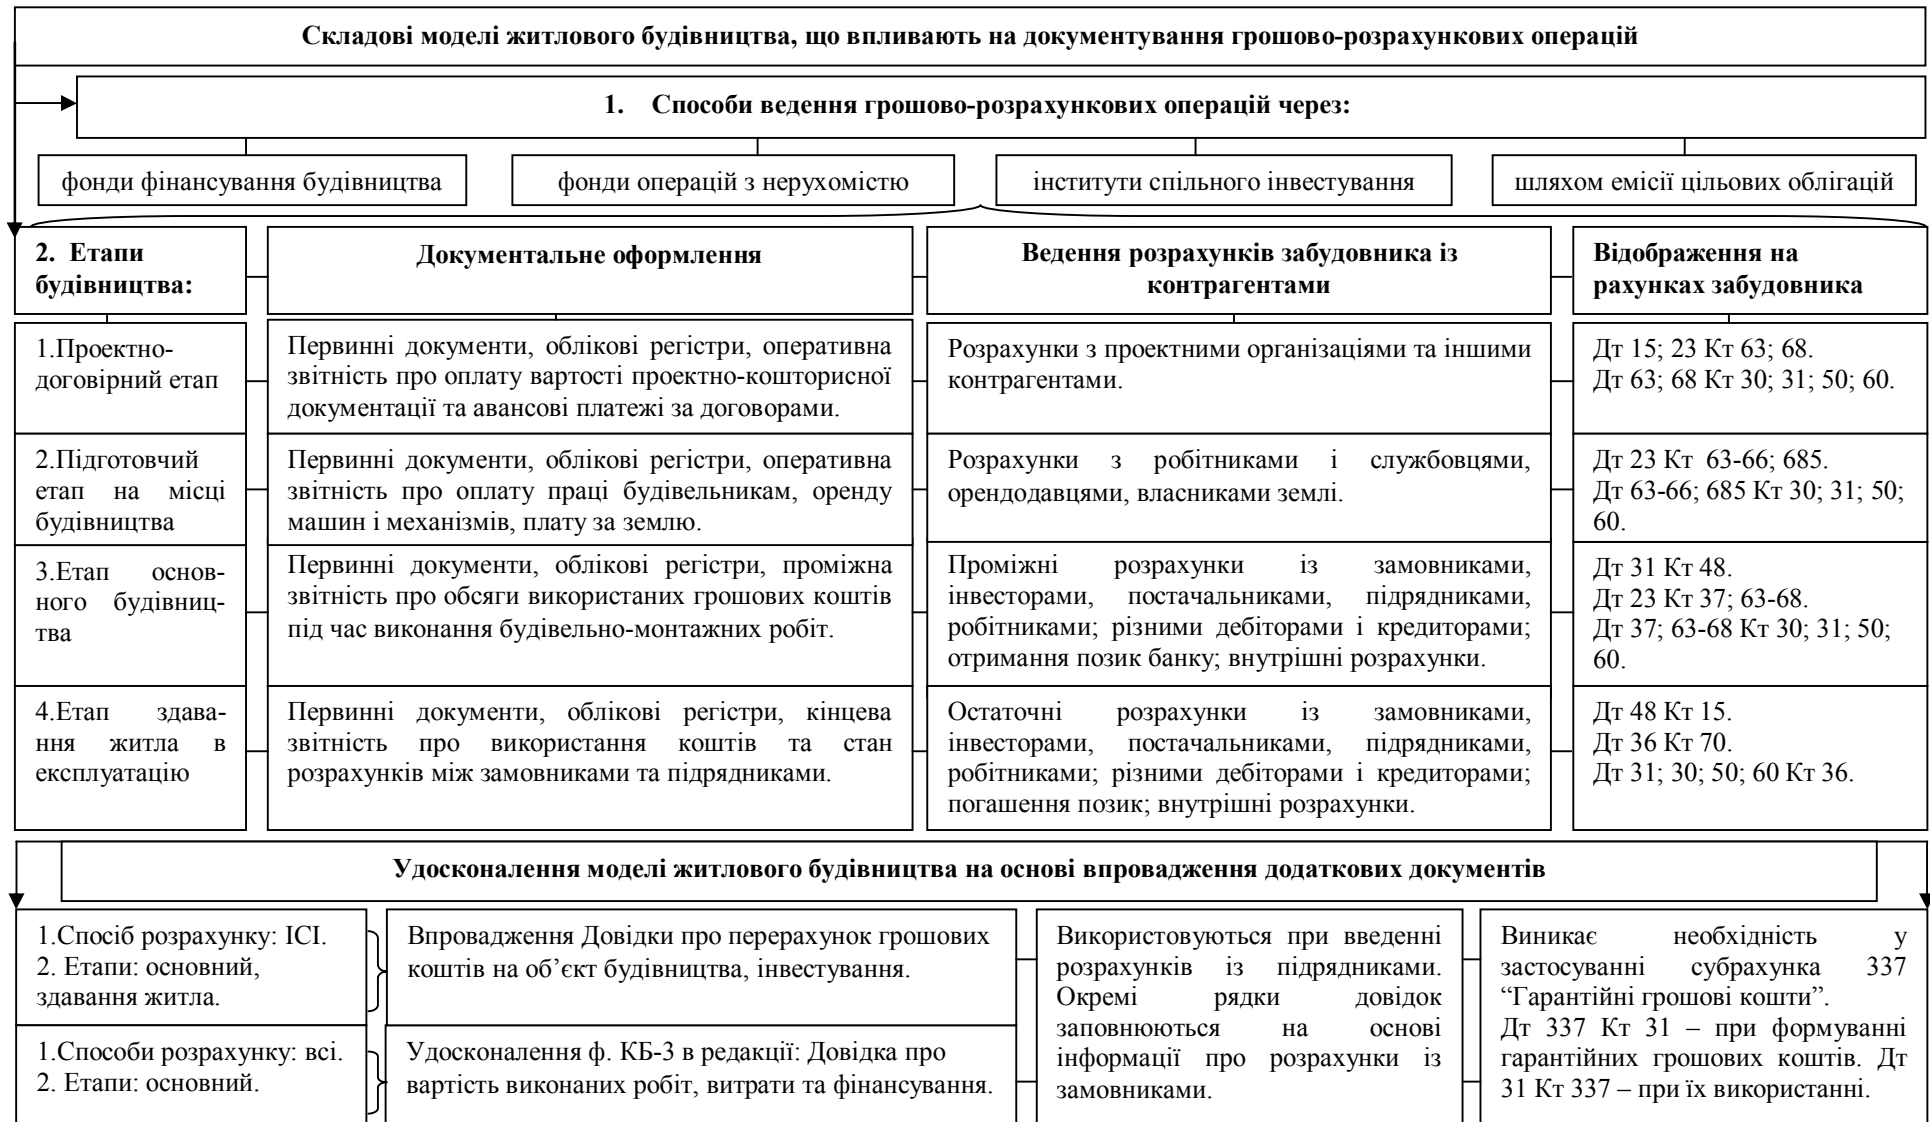 Складові моделі житлового будівництва, що впливають на документування грошово-розрахункових операцій
1. Способи ведення грошово-розрахункових операцій через:
фонди фінансування будівництва
фонди операцій з нерухомістю
інститути спільного інвестування
шляхом емісії цільових облігацій
2. Етапи
будівництва:
Документальне оформлення
Ведення розрахунків забудовника із
контрагентами
Відображення на
рахунках забудовника
1.Проектно-
договірний етап
Первинні документи, облікові регістри, оперативна
звітність про оплату вартості проектно-кошторисної
документації та авансові платежі за договорами.
Розрахунки з проектними організаціями та іншими
контрагентами.
Дт 15; 23 Кт 63; 68.
Дт 63; 68 Кт 30; 31; 50; 60.
2.Підготовчий
етап на місці
будівництва
Первинні документи, облікові регістри, оперативна
звітність про оплату праці будівельникам, оренду
машин і механізмів, плату за землю.
Розрахунки з робітниками і службовцями,
орендодавцями, власниками землі.
Дт 23 Кт 63-66; 685.
Дт 63-66; 685 Кт 30; 31; 50;
60.
3.Етап основ-
ного будівниц-
тва
Первинні документи, облікові регістри, проміжна
звітність про обсяги використаних грошових коштів
під час виконання будівельно-монтажних робіт.
Проміжні розрахунки із замовниками,
інвесторами, постачальниками, підрядниками,
робітниками; різними дебіторами і кредиторами;
отримання позик банку; внутрішні розрахунки.
Дт 31 Кт 48.
Дт 23 Кт 37; 63-68.
Дт 37; 63-68 Кт 30; 31; 50;
60.
4.Етап здава-
ння житла в
експлуатацію
Первинні документи, облікові регістри, кінцева
звітність про використання коштів та стан
розрахунків між замовниками та підрядниками.
Остаточні розрахунки із замовниками,
інвесторами, постачальниками, підрядниками,
робітниками; різними дебіторами і кредиторами;
погашення позик; внутрішні розрахунки.
Дт 48 Кт 15.
Дт 36 Кт 70.
Дт 31; 30; 50; 60 Кт 36.
Удосконалення моделі житлового будівництва на основі впровадження додаткових документів
1.Спосіб розрахунку: ІСІ.
2. Етапи: основний,
здавання житла.
Впровадження Довідки про перерахунок грошових
коштів на об’єкт будівництва, інвестування.
1.Способи розрахунку: всі.
2. Етапи: основний.
Удосконалення ф. КБ-3 в редакції: Довідка про
вартість виконаних робіт, витрати та фінансування.
Використовуються при введенні
розрахунків із підрядниками.
Окремі рядки довідок
заповнюються на основі
інформації про розрахунки із
замовниками.
Виникає необхідність у
застосуванні субрахунка 337
“Гарантійні грошові кошти”.
Дт 337 Кт 31 – при формуванні
гарантійних грошових коштів. Дт
31 Кт 337 – при їх використанні.